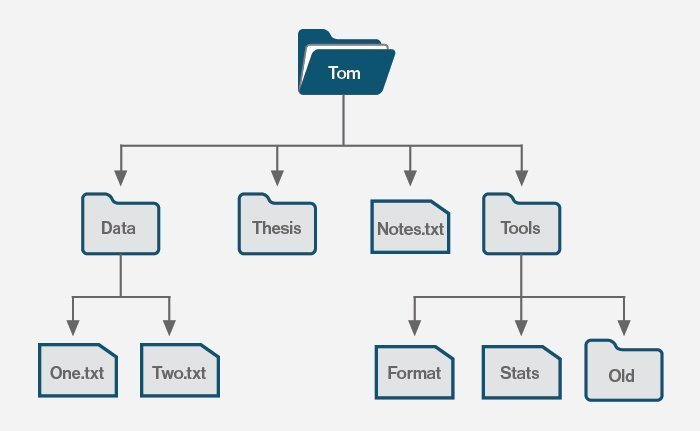 Tom
Data
Thesis
Notes.txt
Tools
One.txt
Two.txt
Format
Stats
Old